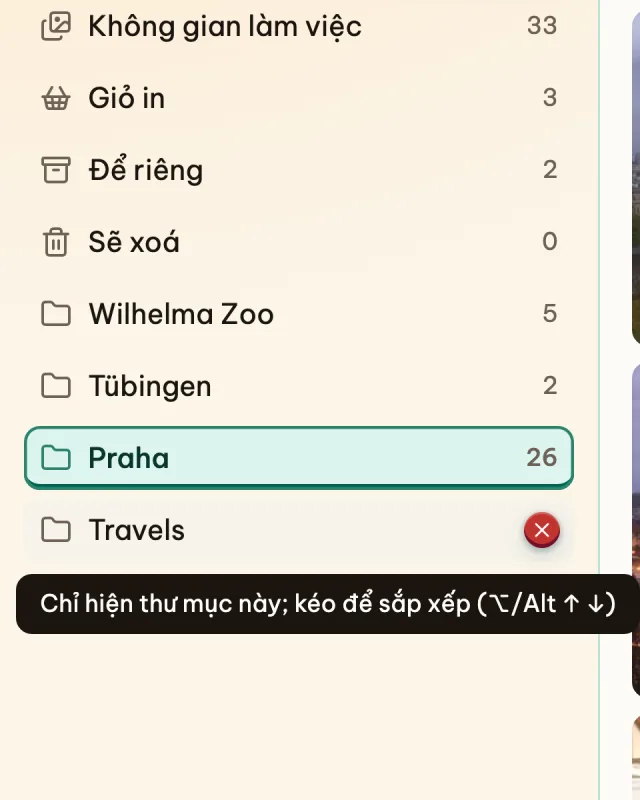 Không gian làm việc 33
Giỏ in 3
Để riêng 2
Sẽ xoá 0
Wilhelma Zoo 5
Tübingen 2
Praha 26
Travels
Chỉ hiện thư mục này; kéo để sắp xếp (⌥/Alt ↑ ↓)